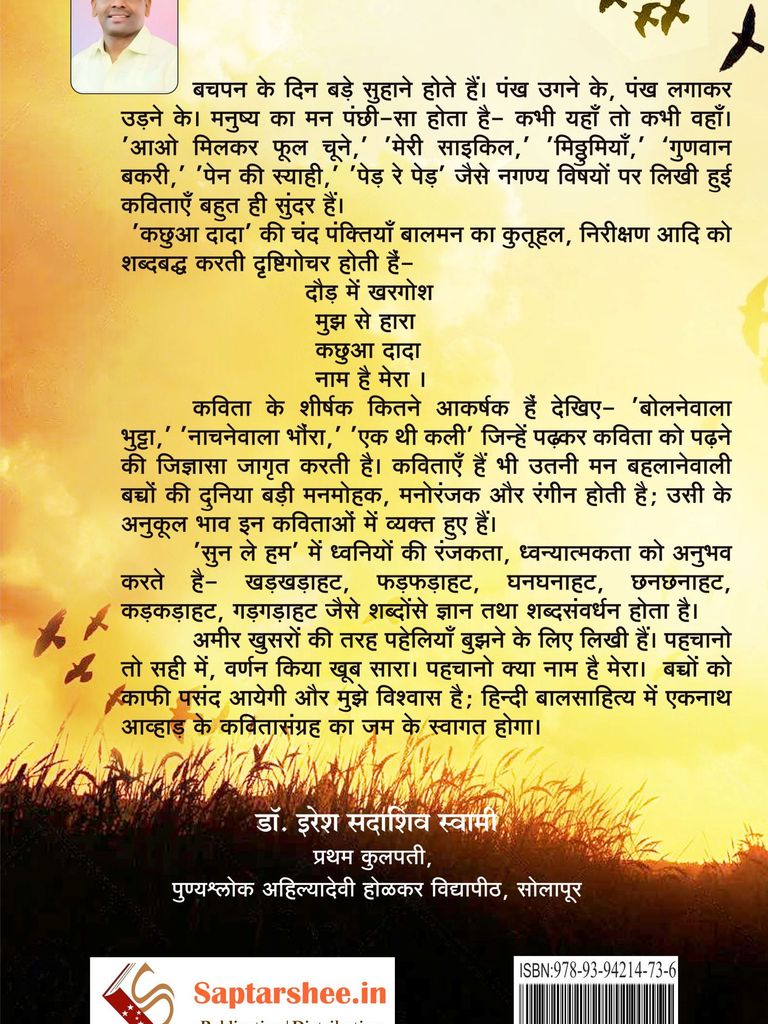 बचपन के दिन बड़े सुहाने होते हैं। पंख उगने के, पंख लगाकर
उड़ने के। मनुष्य का मन पंछी-सा होता है- कभी यहाँ तो कभी वहाँ।
'आओ मिलकर फूल चूने,' 'मेरी साइकिल,' 'मिठ्ठुमियाँ,' 'गुणवान
बकरी,' 'पेन की स्याही,' 'पेड़ रे पेड़' जैसे नगण्य विषयों पर लिखी हुई
कविताएँ बहुत ही सुंदर हैं।
'कछुआ दादा' की चंद पंक्तियाँ बालमन का कुतूहल, निरीक्षण आदि को
शब्दबद्ध करती दृष्टिगोचर होती हैं-
दौड़ में खरगोश
मुझ से हारा
कछुआ दादा
नाम है मेरा ।
कविता के शीर्षक कितने आकर्षक हैं देखिए- 'बोलनेवाला
भुट्टा,' 'नाचनेवाला भौंरा,' 'एक थी कली' जिन्हें पढ़कर कविता को पढ़ने
की जिज्ञासा जागृत करती है। कविताएँ हैं भी उतनी मन बहलानेवाली
बच्चों की दुनिया बड़ी मनमोहक, मनोरंजक और रंगीन होती है; उसी के
अनुकूल भाव इन कविताओं में व्यक्त हुए हैं।
'सुन ले हम' में ध्वनियों की रंजकता, ध्वन्यात्मकता को अनुभव
करते है- खड़खड़ाहट, फड़फड़ाहट, घनघनाहट, छनछनाहट,
कड़कड़ाहट, गड़गड़ाहट जैसे शब्दोंसे ज्ञान तथा शब्दसंवर्धन होता है।
अमीर खुसरों की तरह पहेलियाँ बुझने के लिए लिखी हैं। पहचानो
तो सही में, वर्णन किया खूब सारा। पहचानो क्या नाम है मेरा। बच्चों को
काफी पसंद आयेगी और मुझे विश्वास है; हिन्दी बालसाहित्य में एकनाथ
आव्हाड़ के कवितासंग्रह का जम के स्वागत होगा।
डॉ. इरेश सदाशिव स्वामी
प्रथम कुलपती,
पुण्यश्लोक अहिल्यादेवी होळकर विद्यापीठ, सोलापूर
Saptarshee.in
ISBN:978-93-94214-73-6